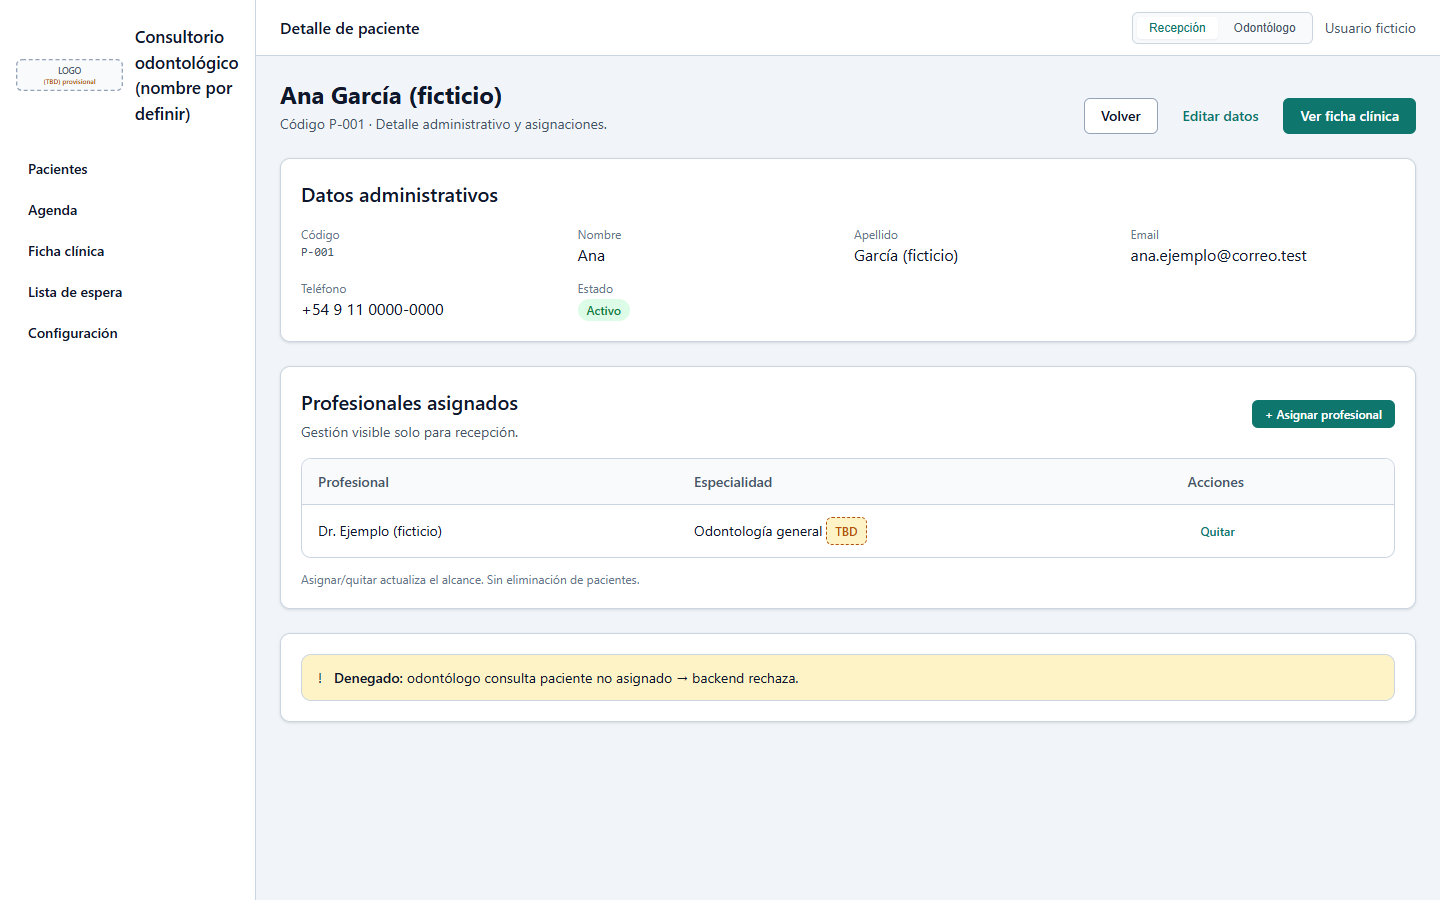 LOGO
(TBD) provisional
Consultorio
odontológico
(nombre por
definir)
Pacientes
Agenda
Ficha clínica
Lista de espera
Configuración
Detalle de paciente
Recepción Odontólogo Usuario ficticio
Ana García (ficticio)
Código P-001 · Detalle administrativo y asignaciones.
Volver Editar datos Ver ficha clínica
Datos administrativos
Código Nombre Apellido Email
P-001 Ana García (ficticio) ana.ejemplo@correo.test
Teléfono Estado
+54 9 11 0000-0000 Activo
Profesionales asignados
Gestión visible solo para recepción.
+ Asignar profesional
Profesional Especialidad Acciones
Dr. Ejemplo (ficticio) Odontología general TBD Quitar
Asignar/quitar actualiza el alcance. Sin eliminación de pacientes.
! Denegado: odontólogo consulta paciente no asignado → backend rechaza.